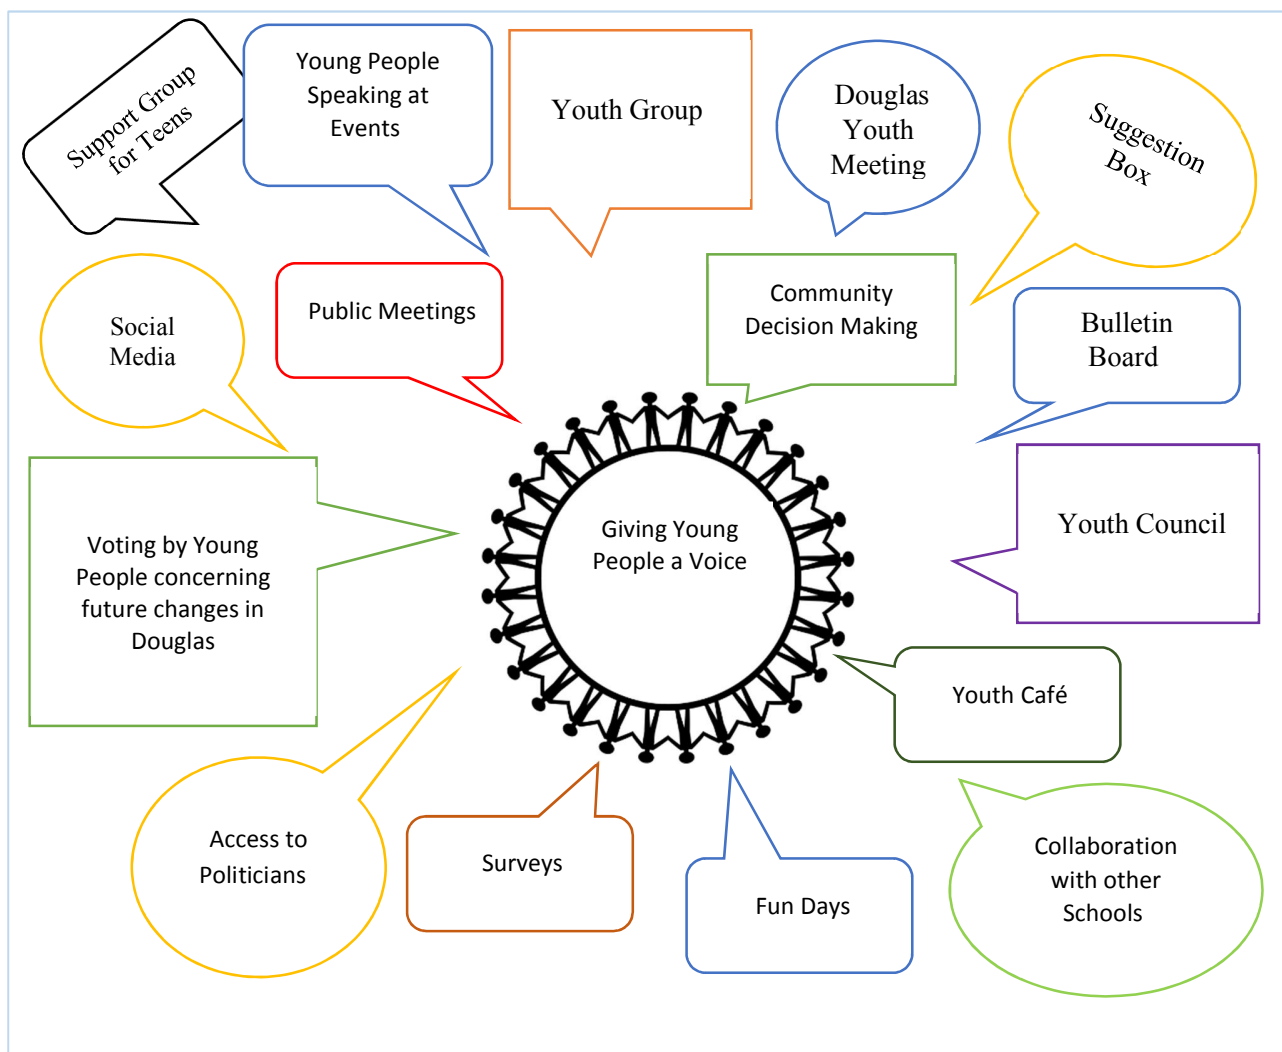 Support Group
for Teens
Young People
Speaking at
Events
Youth Group
Douglas
Youth
Meeting
Suggestion
Box
Social
Media
Public Meetings
Community
Decision Making
Bulletin
Board
Voting by Young
People concerning
future changes in
Douglas
Giving Young
People a Voice
Youth Council
Youth Café
Access to
Politicians
Surveys
Fun Days
Collaboration
with other
Schools